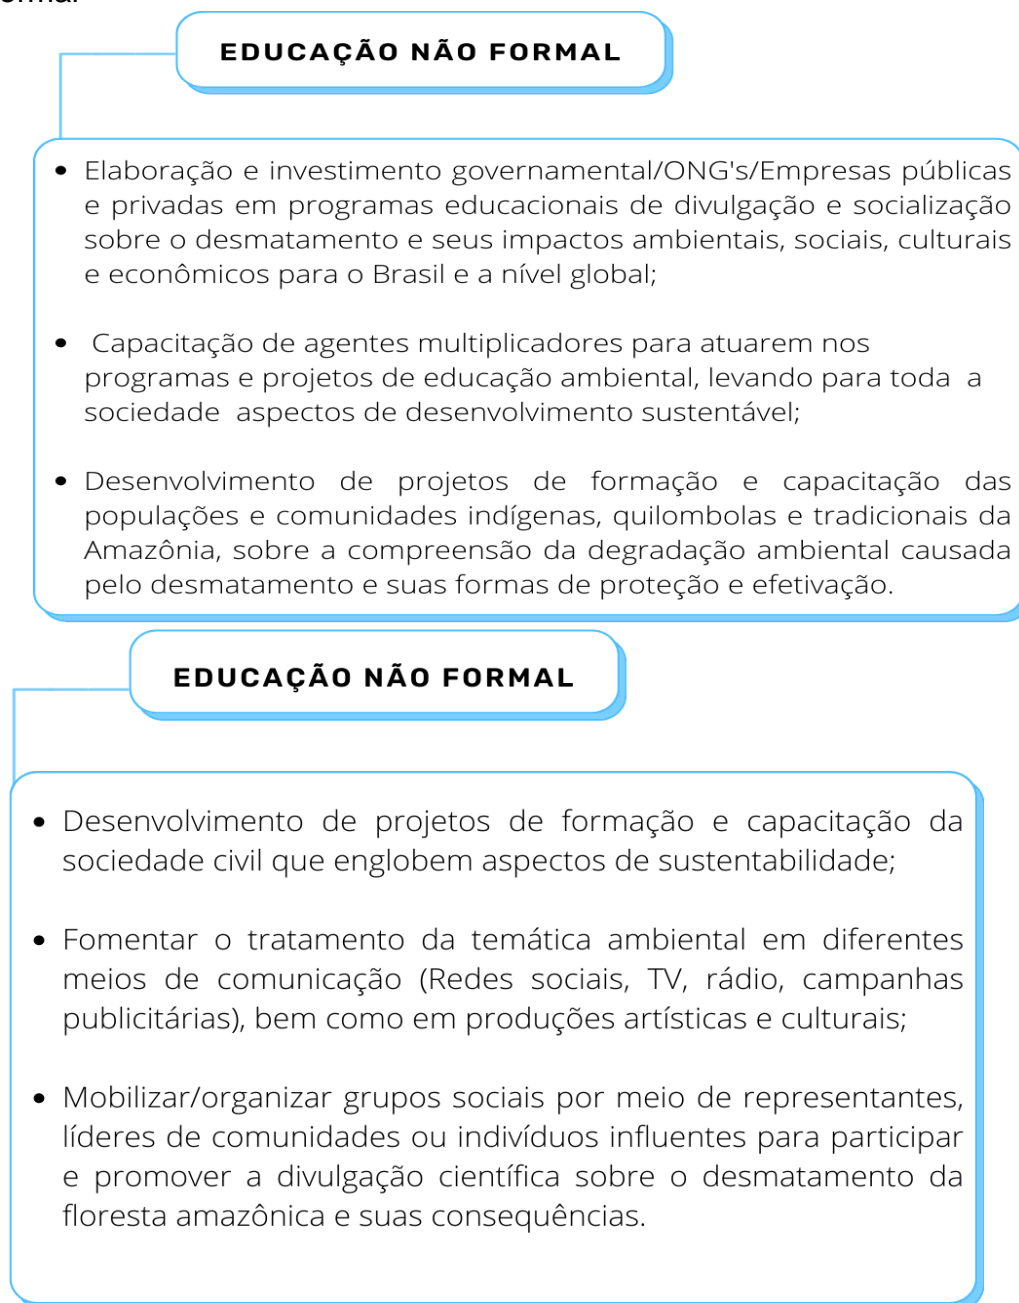 EDUCAÇÃO NÃO FORMAL
• Elaboração e investimento governamental/ONG's/Empresas públicas
e privadas em programas educacionais de divulgação e socialização
sobre o desmatamento e seus impactos ambientais, sociais, culturais
e econômicos para o Brasil e a nível global;
• Capacitação de agentes multiplicadores para atuarem nos
programas e projetos de educação ambiental, levando para toda a
sociedade aspectos de desenvolvimento sustentável;
• Desenvolvimento de projetos de formação e capacitação das
populações e comunidades indígenas, quilombolas e tradicionais da
Amazônia, sobre a compreensão da degradação ambiental causada
pelo desmatamento e suas formas de proteção e efetivação.
EDUCAÇÃO NÃO FORMAL
• Desenvolvimento de projetos de formação e capacitação da
sociedade civil que englobem aspectos de sustentabilidade;
• Fomentar o tratamento da temática ambiental em diferentes
meios de comunicação (Redes sociais, TV, rádio, campanhas
publicitárias), bem como em produções artísticas e culturais;
• Mobilizar/organizar grupos sociais por meio de representantes,
líderes de comunidades ou indivíduos influentes para participar
e promover a divulgação científica sobre o desmatamento da
floresta amazônica e suas consequências.